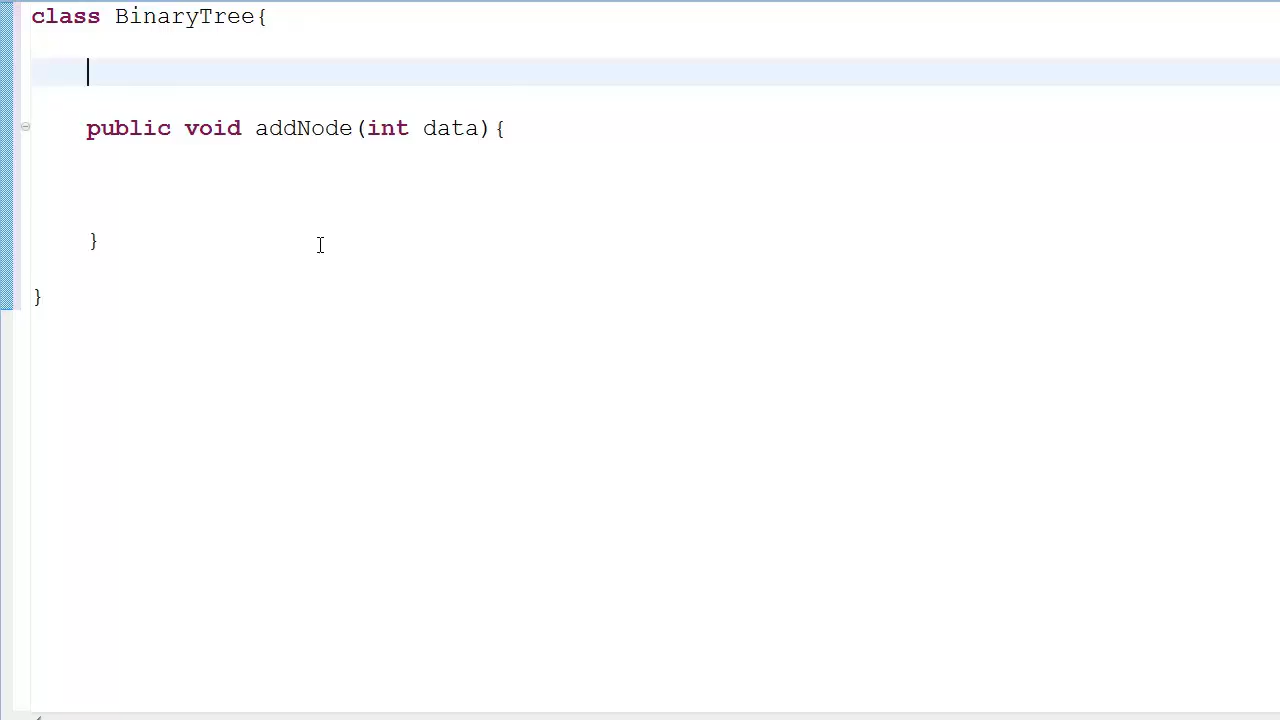 class BinaryTree{
public void addNode(int data){
}
}